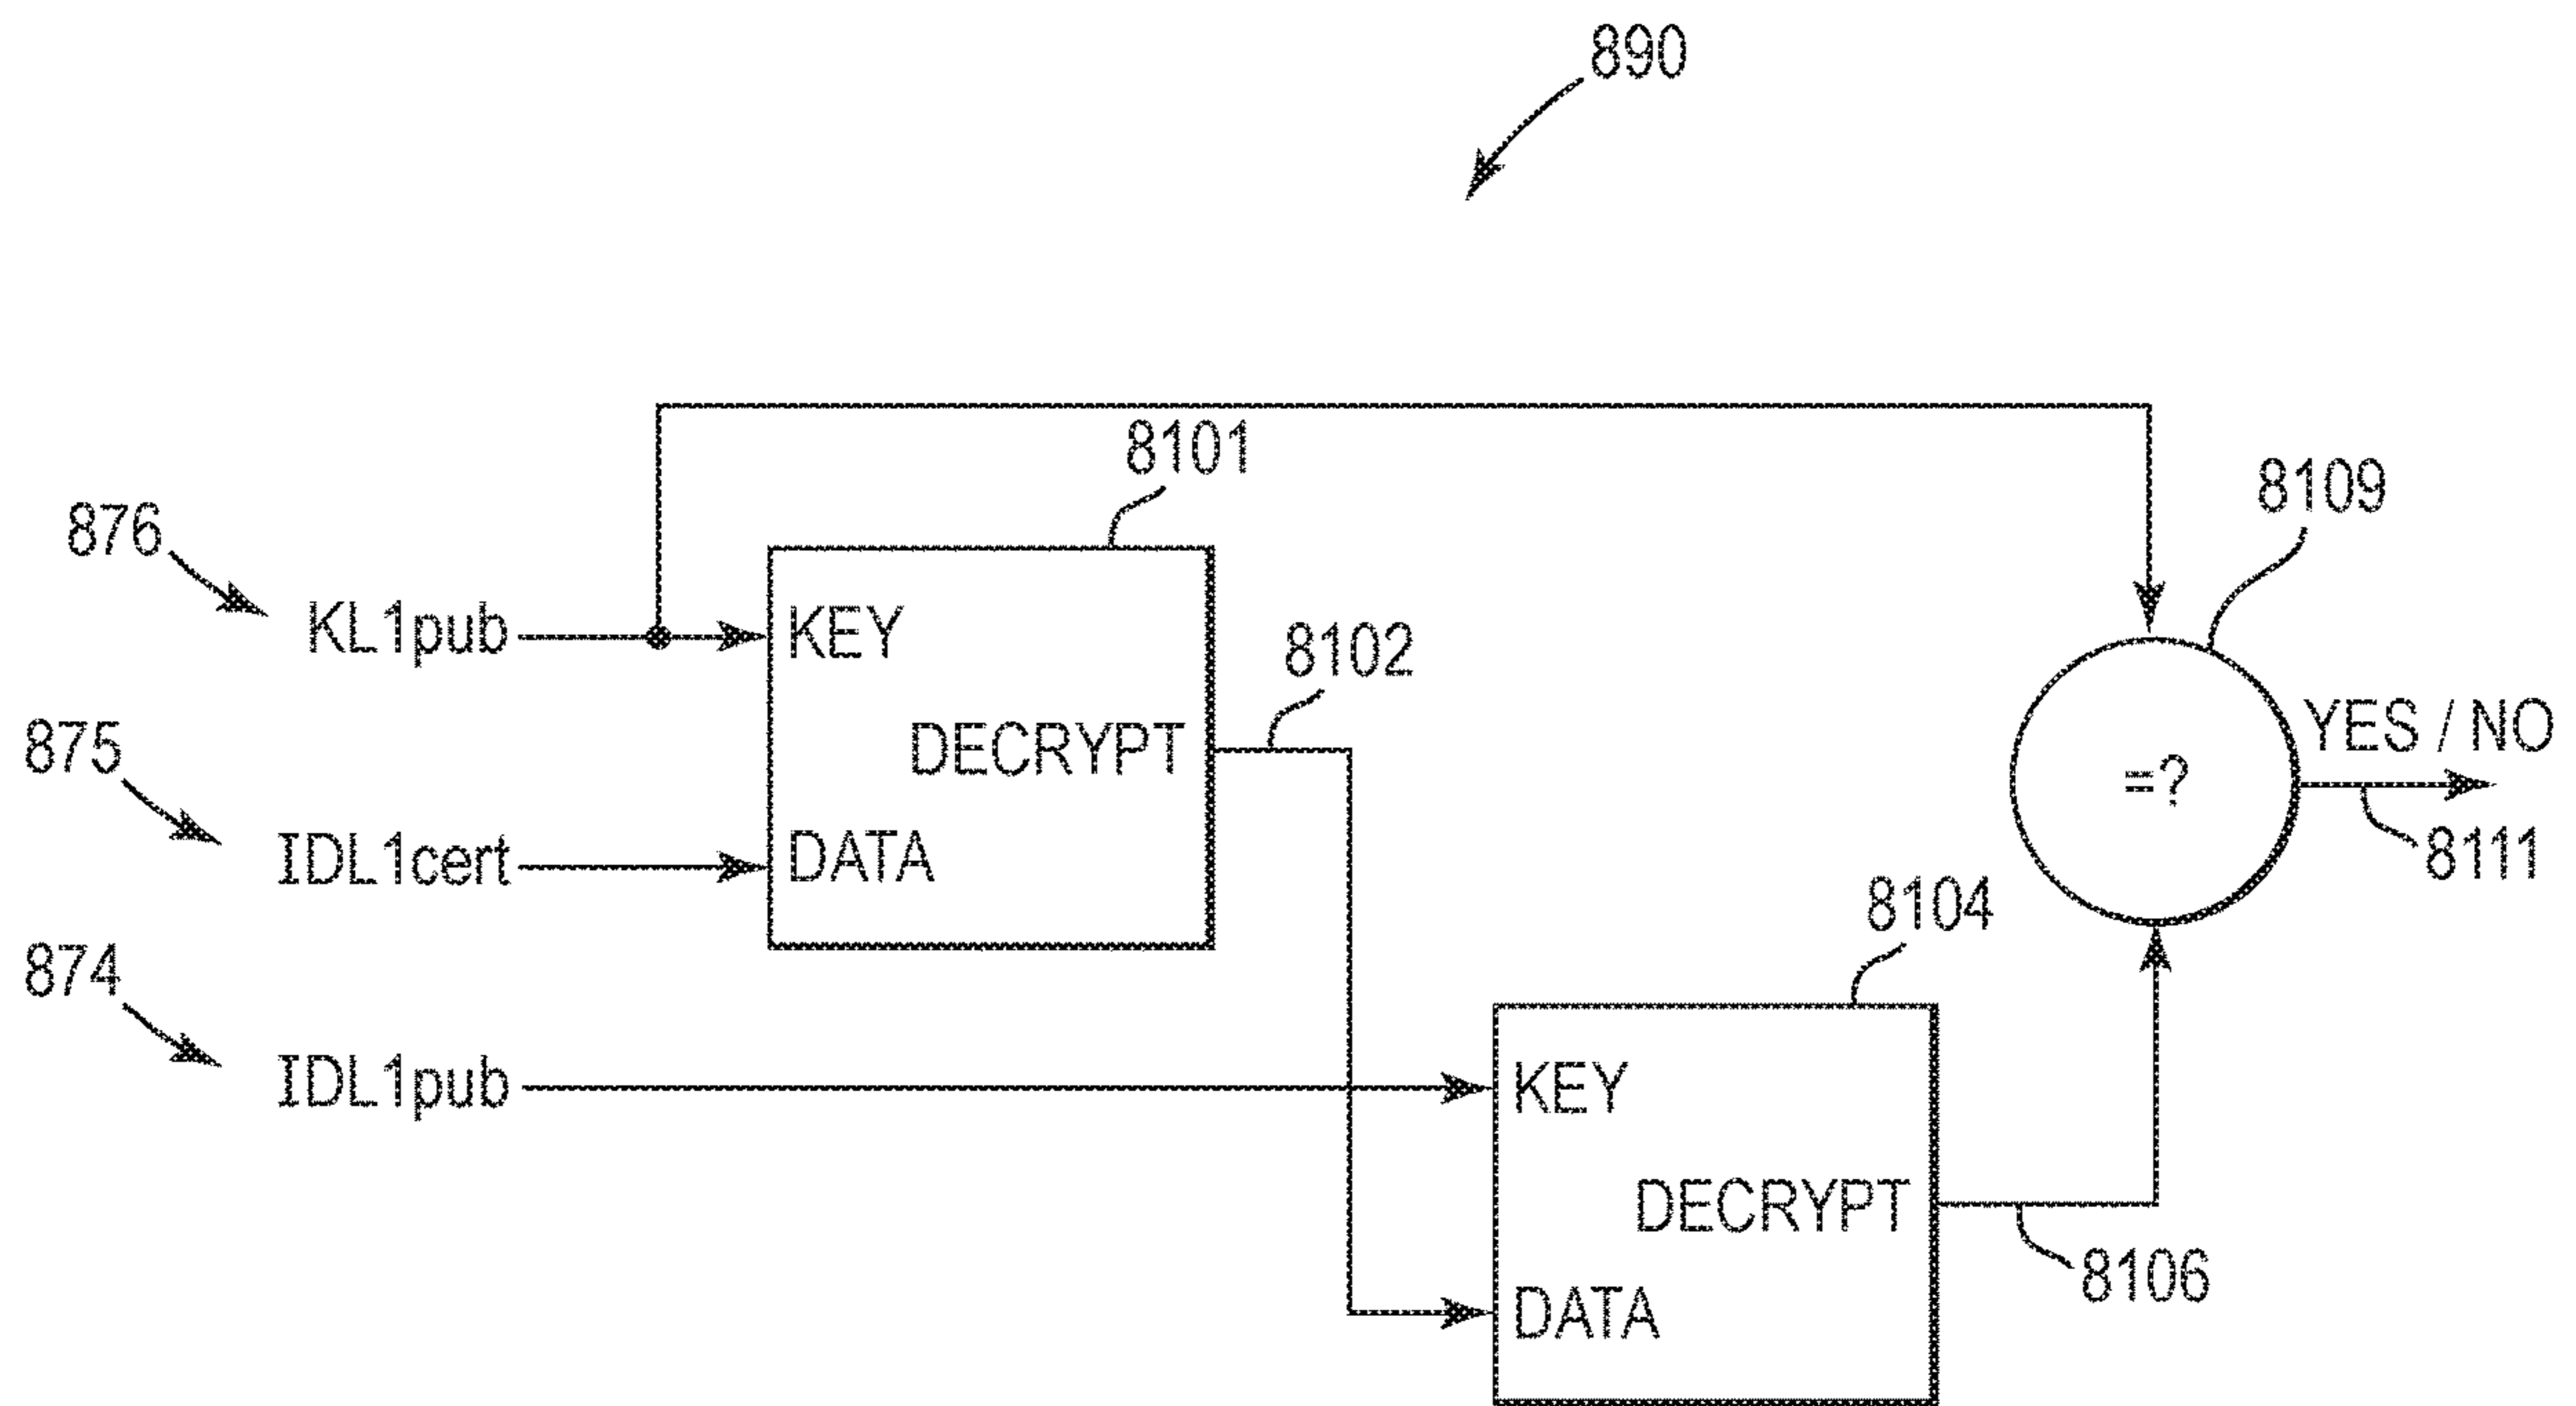 890
8101
8109
876
KL1pub
KEY
8102
YES / NO
875
DECRYPT
=?
IDL1cert
DATA
8111
874
8104
IDL1pub
KEY
DECRYPT
8106
DATA